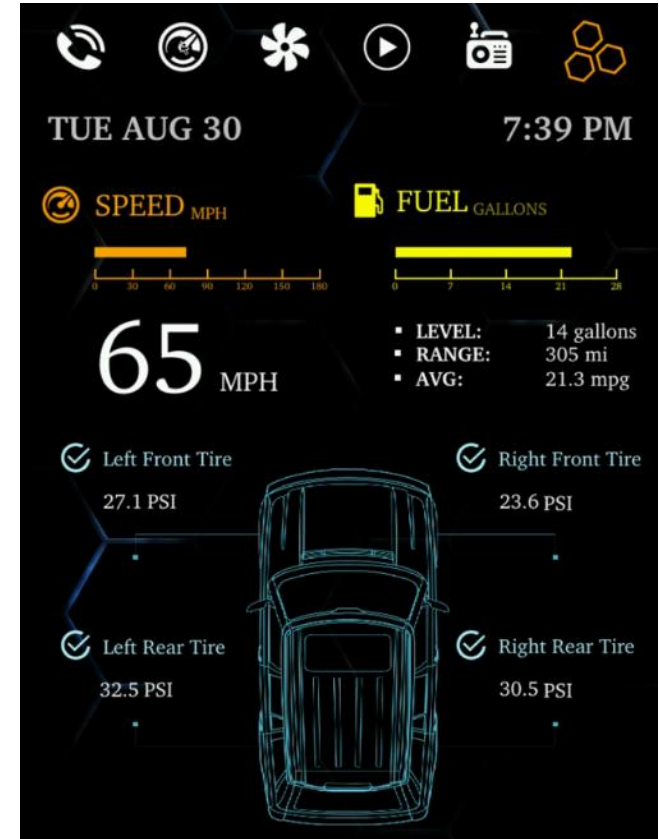 TUE AUG 30
7:39 PM
SPEED MPH
FUEL GALLONS
0 30 60 90 120 150 180
0 7 14 21 28
65 MPH
▪ LEVEL: 14 gallons
▪ RANGE: 305 mi
▪ AVG: 21.3 mpg
Left Front Tire
27.1 PSI
Right Front Tire
23.6 PSI
Left Rear Tire
32.5 PSI
Right Rear Tire
30.5 PSI